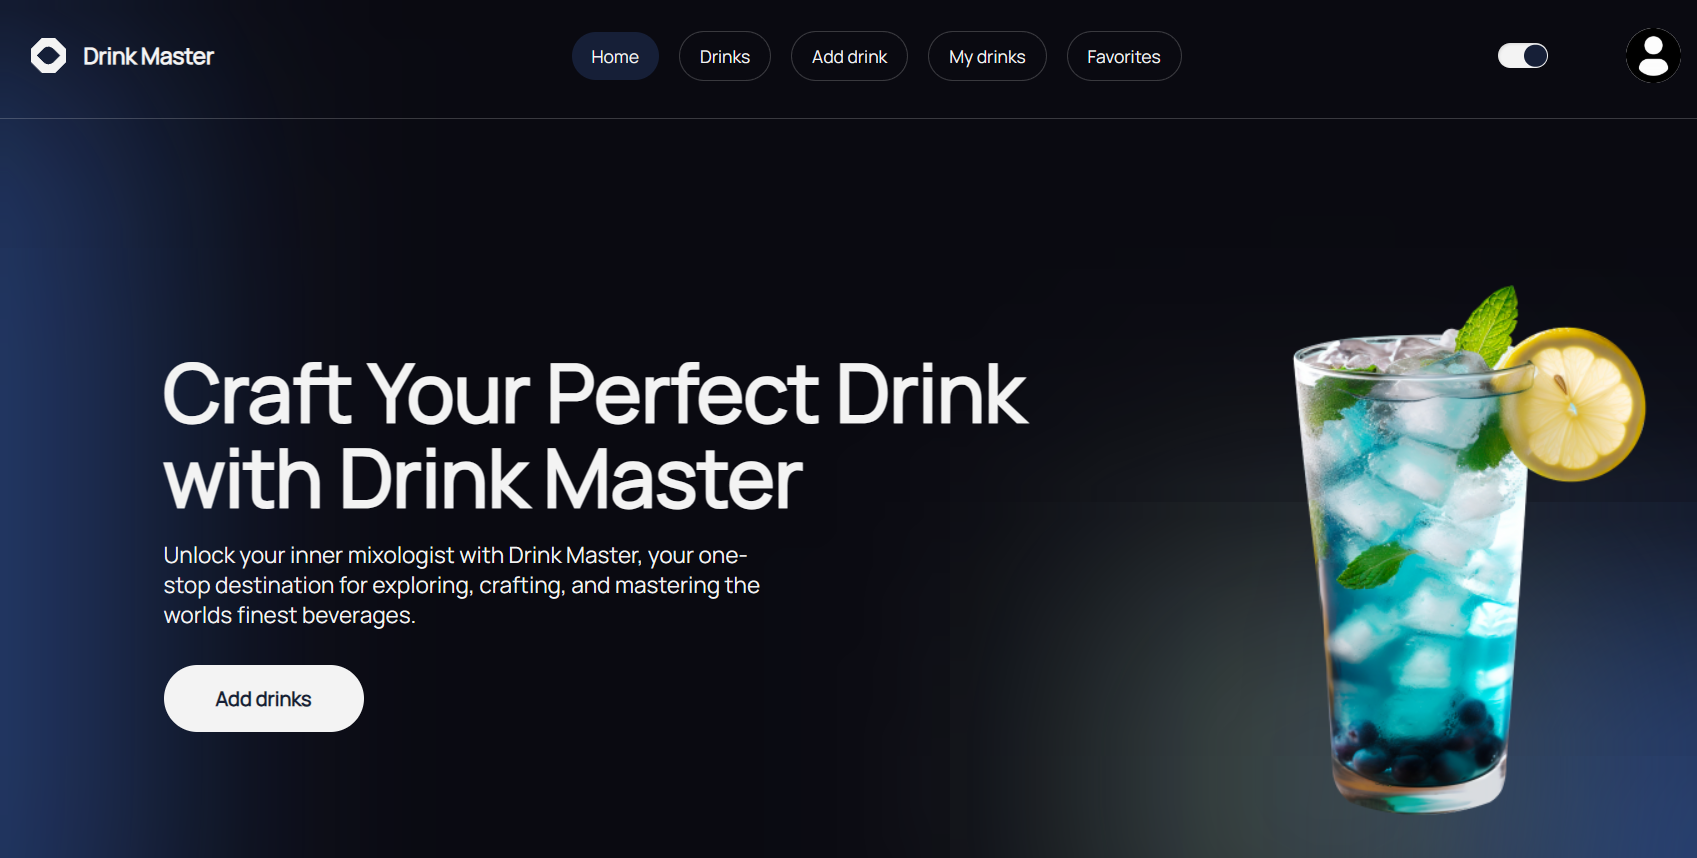 Drink Master
Home
Drinks
Add drink
My drinks
Favorites
Craft Your Perfect Drink
with Drink Master
Unlock your inner mixologist with Drink Master, your one-
stop destination for exploring, crafting, and mastering the
worlds finest beverages.
Add drinks